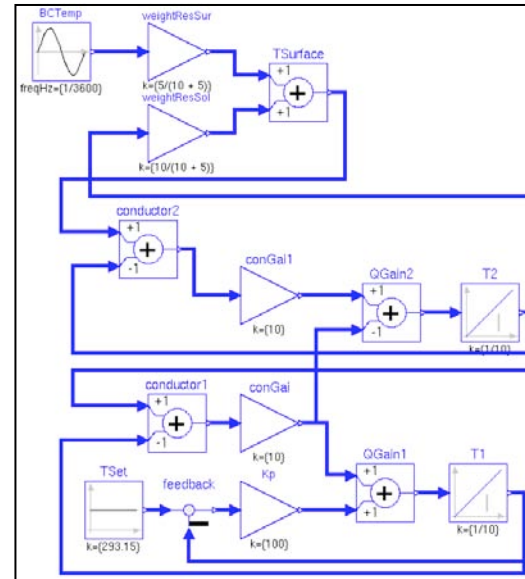 BCTemp
weightResSur
freqHz={1/3600}
k={5/(10 + 5)}
TSurface
+1
+
+1
weightResSol
k={10/(10 + 5)}
conductor2
+1
+
-1
conGai1
k={10}
QGain2
+1
+
-1
T2
k={1/10}
conductor1
+1
+
-1
conGai
k={10}
QGain1
+1
+
+1
T1
k={1/10}
TSet
k={293.15}
feedback
Kp
k={100}